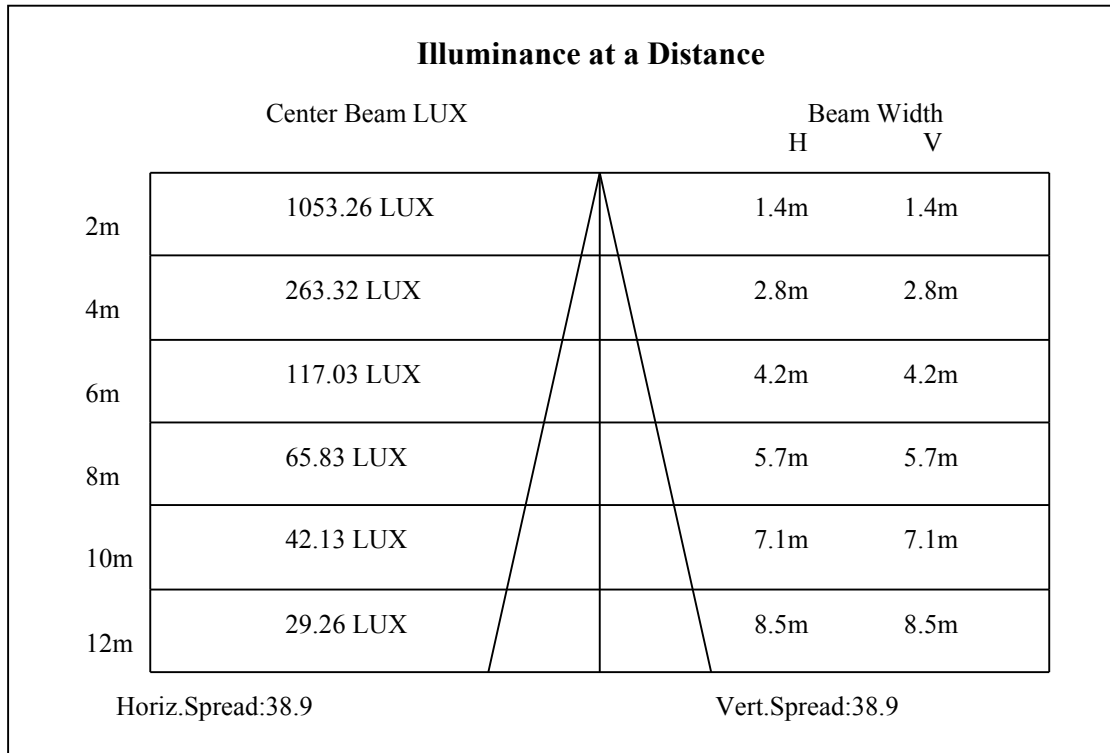 Illuminance at a Distance
Center Beam LUX Beam Width
H V
2m 1053.26 LUX 1.4m 1.4m
4m 263.32 LUX 2.8m 2.8m
6m 117.03 LUX 4.2m 4.2m
8m 65.83 LUX 5.7m 5.7m
10m 42.13 LUX 7.1m 7.1m
12m 29.26 LUX 8.5m 8.5m
Horiz.Spread:38.9 Vert.Spread:38.9